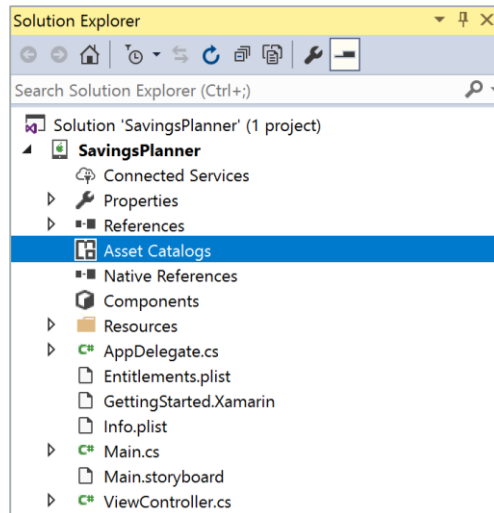 Solution Explorer
Search Solution Explorer (Ctrl+;)
Solution 'SavingsPlanner' (1 project)
SavingsPlanner
Connected Services
Properties
References
Asset Catalogs
Native References
Components
Resources
C# AppDelegate.cs
Entitlements.plist
GettingStarted.Xamarin
Info.plist
C# Main.cs
Main.storyboard
C# ViewController.cs